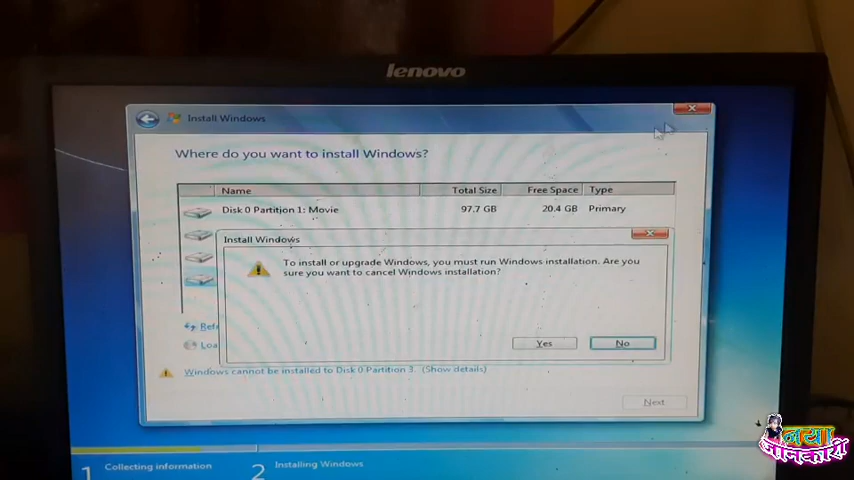 lenovo
Install Windows
Where do you want to install Windows?
Name Total Size Free Space Type
Disk 0 Partition 1: Movie 97.7 GB 20.4 GB Primary
Install Windows
To install or upgrade Windows, you must run Windows installation. Are you
sure you want to cancel Windows installation?
Yes No
Windows cannot be installed to Disk 0 Partition 3. (Show details)
Next
1 Collecting information 2 Installing Windows
नया
जानकारी